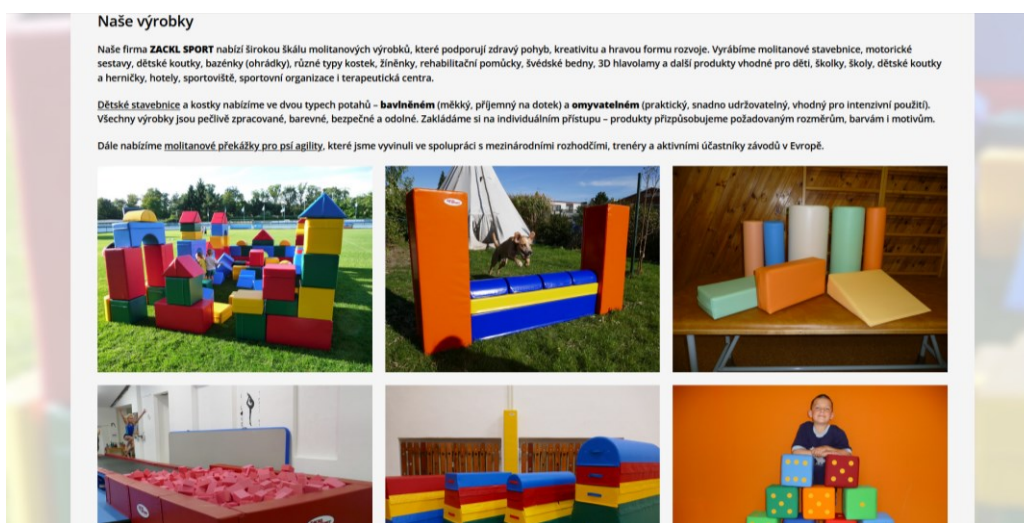 Naše výrobky
Naše firma ZACKL SPORT nabízí širokou škálu molitanových výrobků, které podporují zdravý pohyb, kreativitu a hravou formu rozvoje. Vyrábíme molitanové stavebnice, motorické
sestavy, dětské koutky, bazénky (ohrádky), různé typy kostek, žíněnky, rehabilitační pomůcky, švédské bedny, 3D hlavolamy a další produkty vhodné pro děti, školky, školy, dětské koutky
a herničky, hotely, sportoviště, sportovní organizace i terapeutická centra.
Dětské stavebnice a kostky nabízíme ve dvou typech potahů – bavlněném (měkký, příjemný na dotek) a omyvatelném (praktický, snadno udržovatelný, vhodný pro intenzivní použití).
Všechny výrobky jsou pečlivě zpracované, barevné, bezpečné a odolné. Zakládáme si na individuálním přístupu – produkty přizpůsobujeme požadovaným rozměrům, barvám i motivům.
Dále nabízíme molitanové překážky pro psí agility, které jsme vyvinuli ve spolupráci s mezinárodními rozhodčími, trenéry a aktivními účastníky závodů v Evropě.